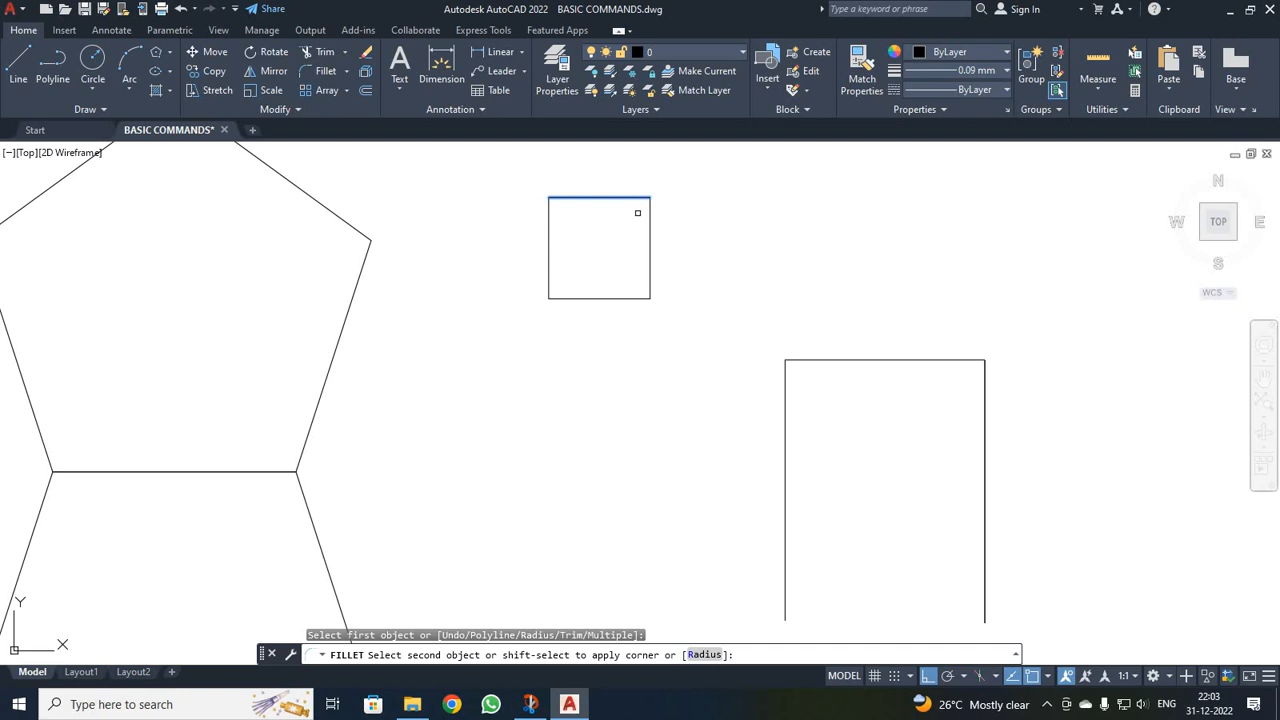 Share
Autodesk AutoCAD 2022 BASIC COMMANDS.dwg
Type a keyword or phrase
Sign In
Home Insert Annotate Parametric View Manage Output Add-ins Express Tools Featured Apps
Line
Polyline
Circle
Arc
Draw
Move
Rotate
Trim
Copy
Mirror
Fillet
Stretch
Scale
Array
Modify
Text
Dimension
Linear
Leader
Table
Annotation
Layer
Properties
0
Make Current
Match Layer
Layers
Insert
Create
Edit
Block
Match
Properties
ByLayer
0.09 mm
ByLayer
Properties
Group
Groups
Measure
Utilities
Paste
Clipboard
Base
View
Start
BASIC COMMANDS*
[−][Top][2D Wireframe]
N
W
TOP
E
S
WCS
Y
X
Select first object or [Undo/Polyline/Radius/Trim/Multiple]:
FILLET Select second object or shift-select to apply corner or [Radius]:
Model Layout1 Layout2
MODEL
1:1
Type here to search
26°C Mostly clear
ENG
22:03
31-12-2022